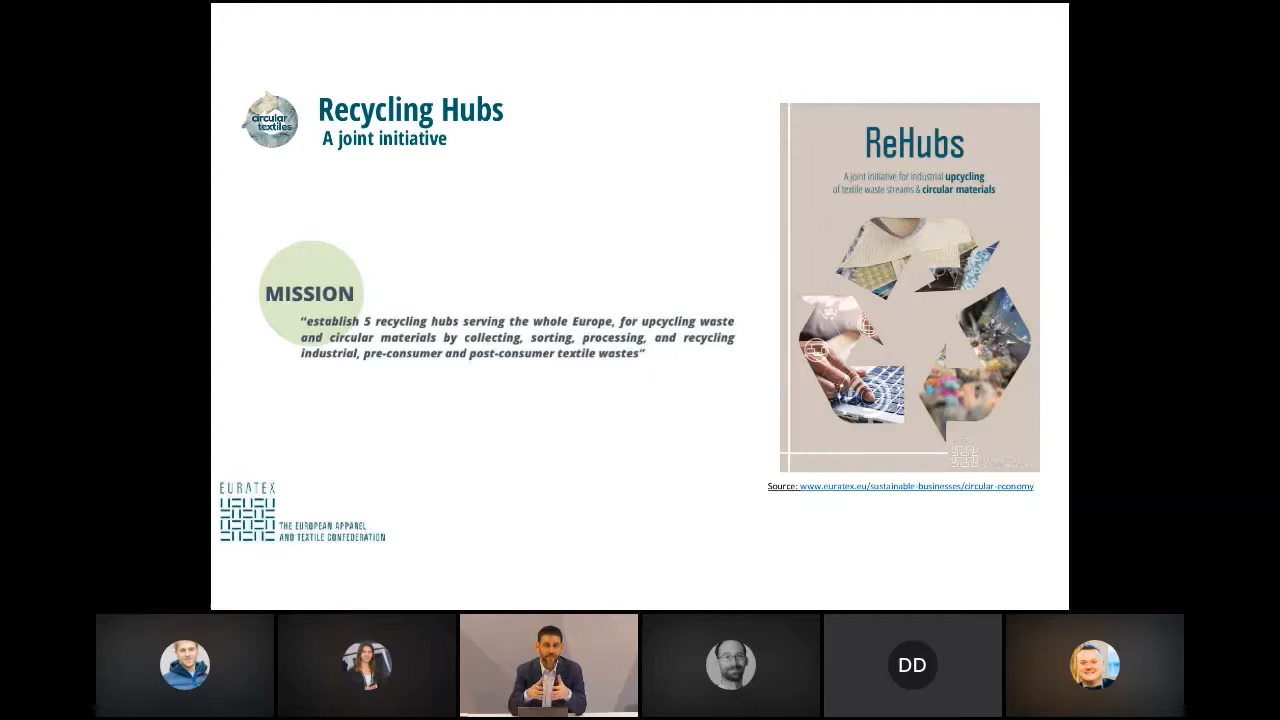 circular
textiles
Recycling Hubs
A joint initiative
MISSION
"establish 5 recycling hubs serving the whole Europe, for upcycling waste
and circular materials by collecting, sorting, processing, and recycling
industrial, pre-consumer and post-consumer textile wastes"
ReHubs
A joint initiative for industrial upcycling
of textile waste streams & circular materials
Source: www.euratex.eu/sustainable-businesses/circular-economy
EURATEX
THE EUROPEAN APPAREL
AND TEXTILE CONFEDERATION
DD